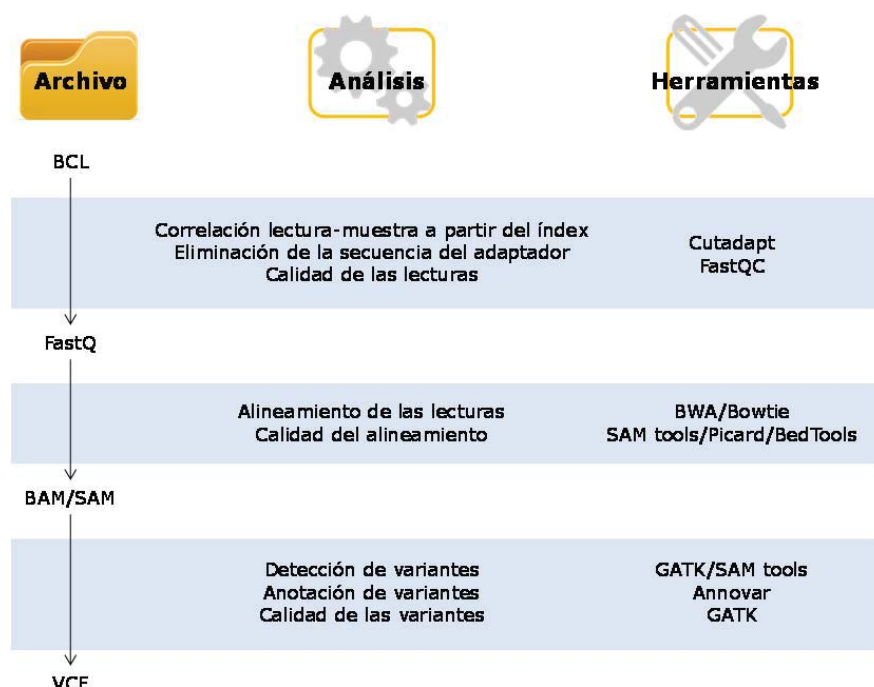 Archivo
Análisis
Herramientas
BCL
Correlación lectura-muestra a partir del índex
Eliminación de la secuencia del adaptador
Calidad de las lecturas
Cutadapt
FastQC
FastQ
Alineamiento de las lecturas
Calidad del alineamiento
BWA/Bowtie
SAM tools/Picard/BedTools
BAM/SAM
Detección de variantes
Anotación de variantes
Calidad de las variantes
GATK/SAM tools
Annovar
GATK
VCF